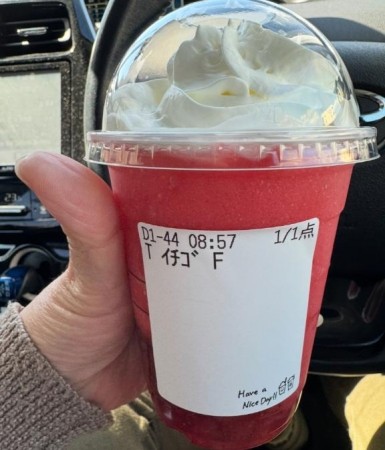 D1-44 08:57 1/1点
T ｲﾁｺﾞ F
Have a
Nice Day!!